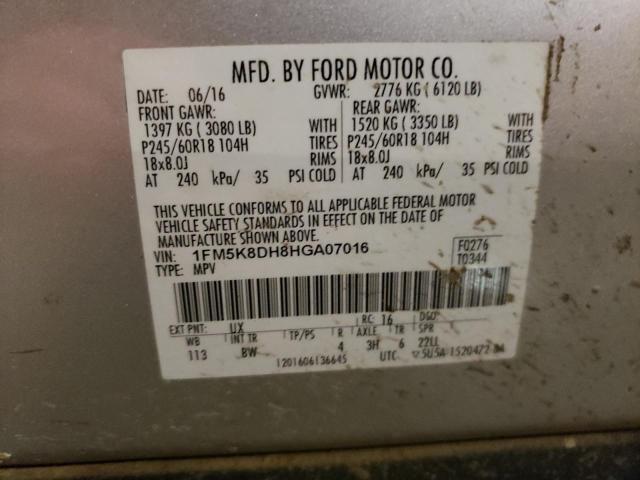 MFD. BY FORD MOTOR CO.
DATE: 06/16 GVWR: 2776 KG ( 6120 LB)
FRONT GAWR: REAR GAWR:
1397 KG ( 3080 LB) WITH 1520 KG ( 3350 LB) WITH
P245/60R18 104H TIRES P245/60R18 104H TIRES
18x8.0J RIMS 18x8.0J RIMS
AT 240 kPa/ 35 PSI COLD AT 240 kPa/ 35 PSI COLD
THIS VEHICLE CONFORMS TO ALL APPLICABLE FEDERAL MOTOR
VEHICLE SAFETY STANDARDS IN EFFECT ON THE DATE OF
MANUFACTURE SHOWN ABOVE.
VIN: 1FM5K8DH8HGA07016 F0276
TYPE: MPV T0344
EXT PNT: UX RC: 16 DSO:
WB INT TR TP/PS R AXLE TR SPR
113 BW 4 3H 6 22LL
1201606136645 UTC ▽5U5A-1520472